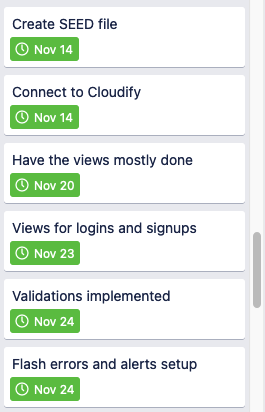 Create SEED file
Nov 14
Connect to Cloudify
Nov 14
Have the views mostly done
Nov 20
Views for logins and signups
Nov 23
Validations implemented
Nov 24
Flash errors and alerts setup
Nov 24